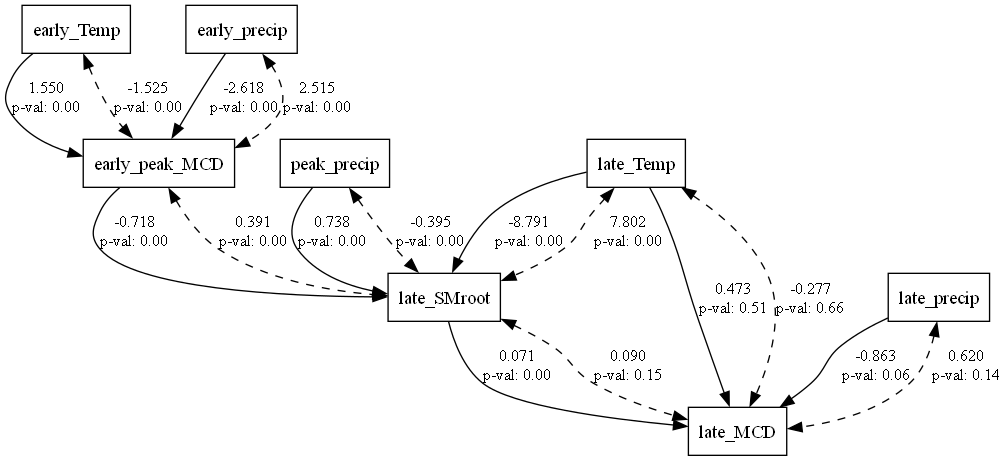 early_Temp
early_precip
1.550
p-val: 0.00
-1.525
p-val: 0.00
-2.618
p-val: 0.00
2.515
p-val: 0.00
early_peak_MCD
peak_precip
late_Temp
-0.718
p-val: 0.00
0.391
p-val: 0.00
0.738
p-val: 0.00
-0.395
p-val: 0.00
-8.791
p-val: 0.00
7.802
p-val: 0.00
late_SMroot
0.473
p-val: 0.51
-0.277
p-val: 0.66
late_precip
0.071
p-val: 0.00
0.090
p-val: 0.15
-0.863
p-val: 0.06
0.620
p-val: 0.14
late_MCD